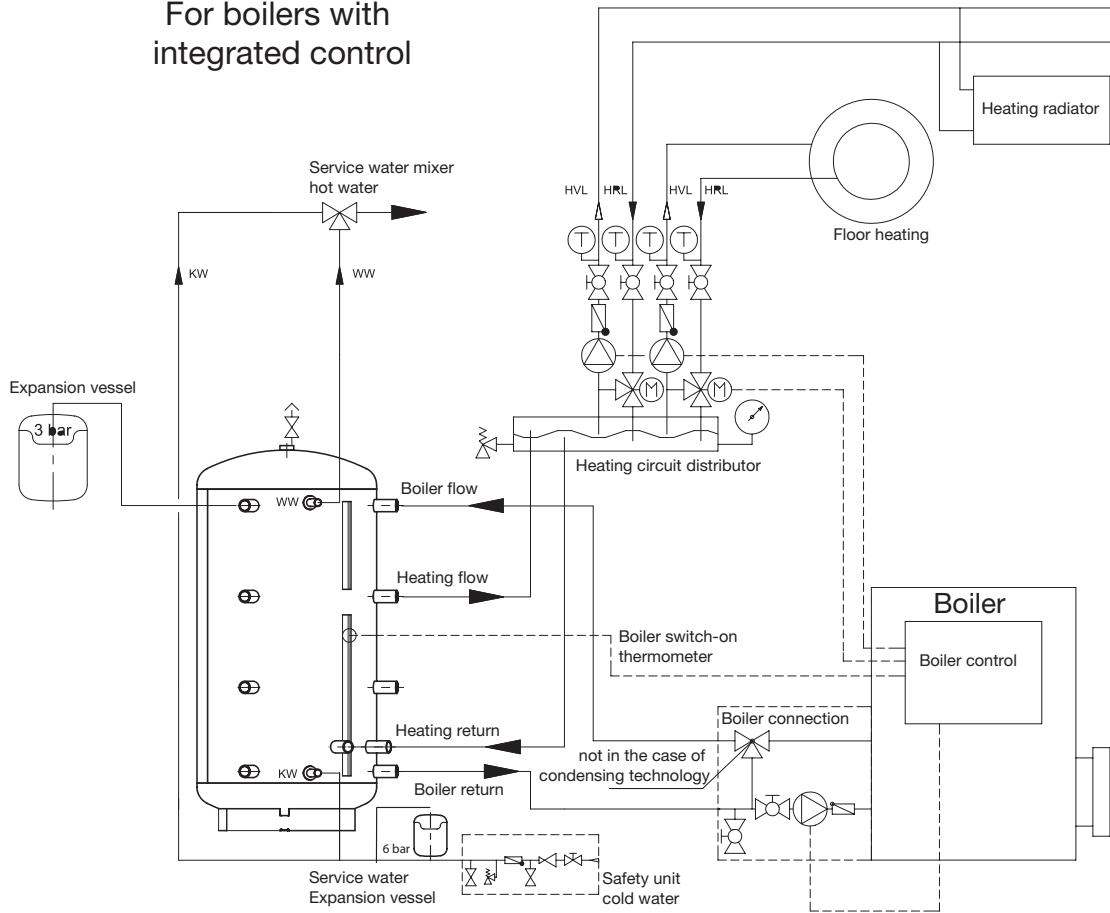 For boilers with
integrated control
Heating radiator
Service water mixer
hot water
HVL HRL HVL HRL
Floor heating
T T T T
KW
WW
Expansion vessel
3 bar
M M
Heating circuit distributor
WW
Boiler flow
Heating flow
Boiler
Boiler switch-on
thermometer
Boiler control
Boiler connection
Heating return
not in the case of
condensing technology
KW
Boiler return
6 bar
Service water
Expansion vessel
Safety unit
cold water